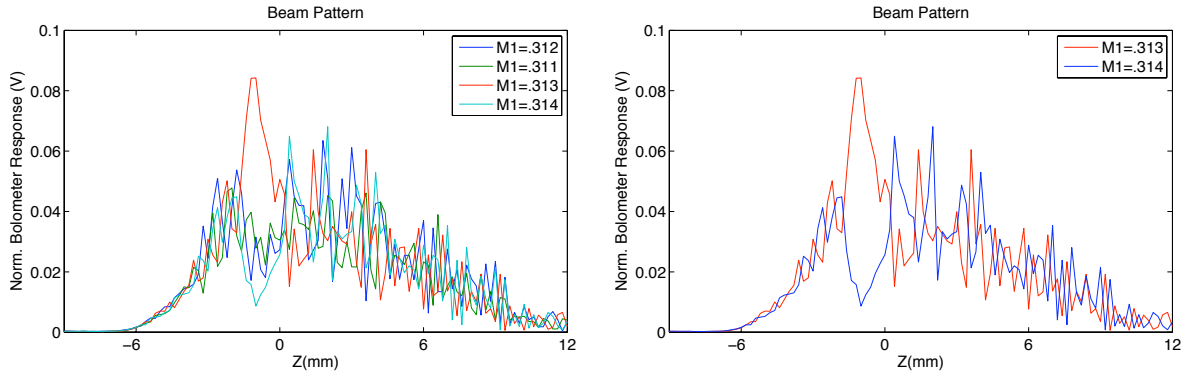 Beam Pattern
Norm. Bolometer Response (V)
0.1
0.08
0.06
0.04
0.02
0
M1=.312
M1=.311
M1=.313
M1=.314
−6
0
6
12
Z(mm)
Beam Pattern
Norm. Bolometer Response (V)
0.1
0.08
0.06
0.04
0.02
0
M1=.313
M1=.314
−6
0
6
12
Z(mm)